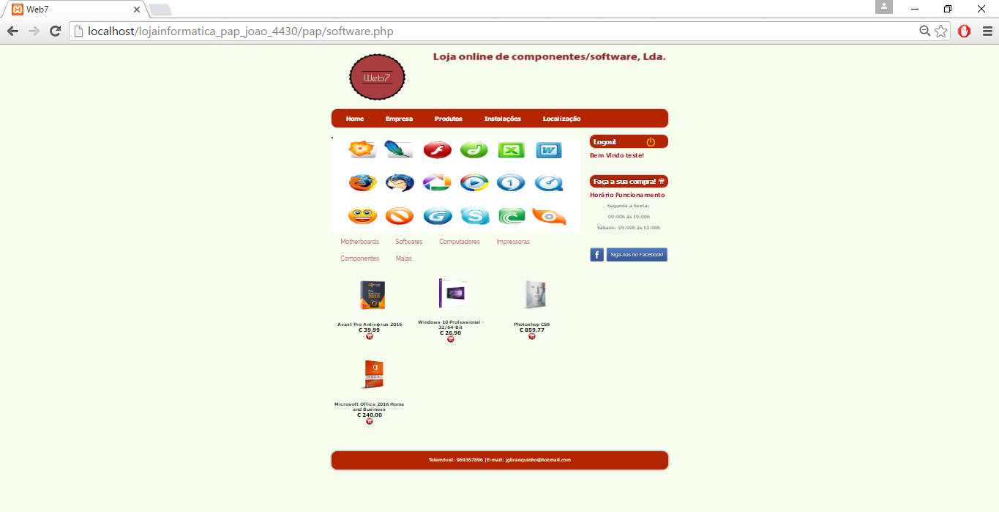 Web7
localhost/lojainformatica_pap_joao_4430/pap/software.php
Web7
Loja online de componentes/software, Lda.
Home Empresa Produtos Instalações Localização
Logout
Bem Vindo teste!
Faça a sua compra!
Horário Funcionamento
Segunda a Sexta:
09:00h ás 19:00h
Sábado: 09:00h ás 13:00h
Siga-nos no Facebook!
Motherboards Softwares Computadores Impressoras
Componentes Malas
Avast Pro Antiv�rus 2016
€ 39,99
Windows 10 Professional -
32/64-Bit
€ 26,90
Photoshop CS6
€ 859,77
Microsoft Office 2016 Home
and Business
€ 240,00
Telemóvel: 969367896 |E-mail: jgbranquinho@hotmail.com